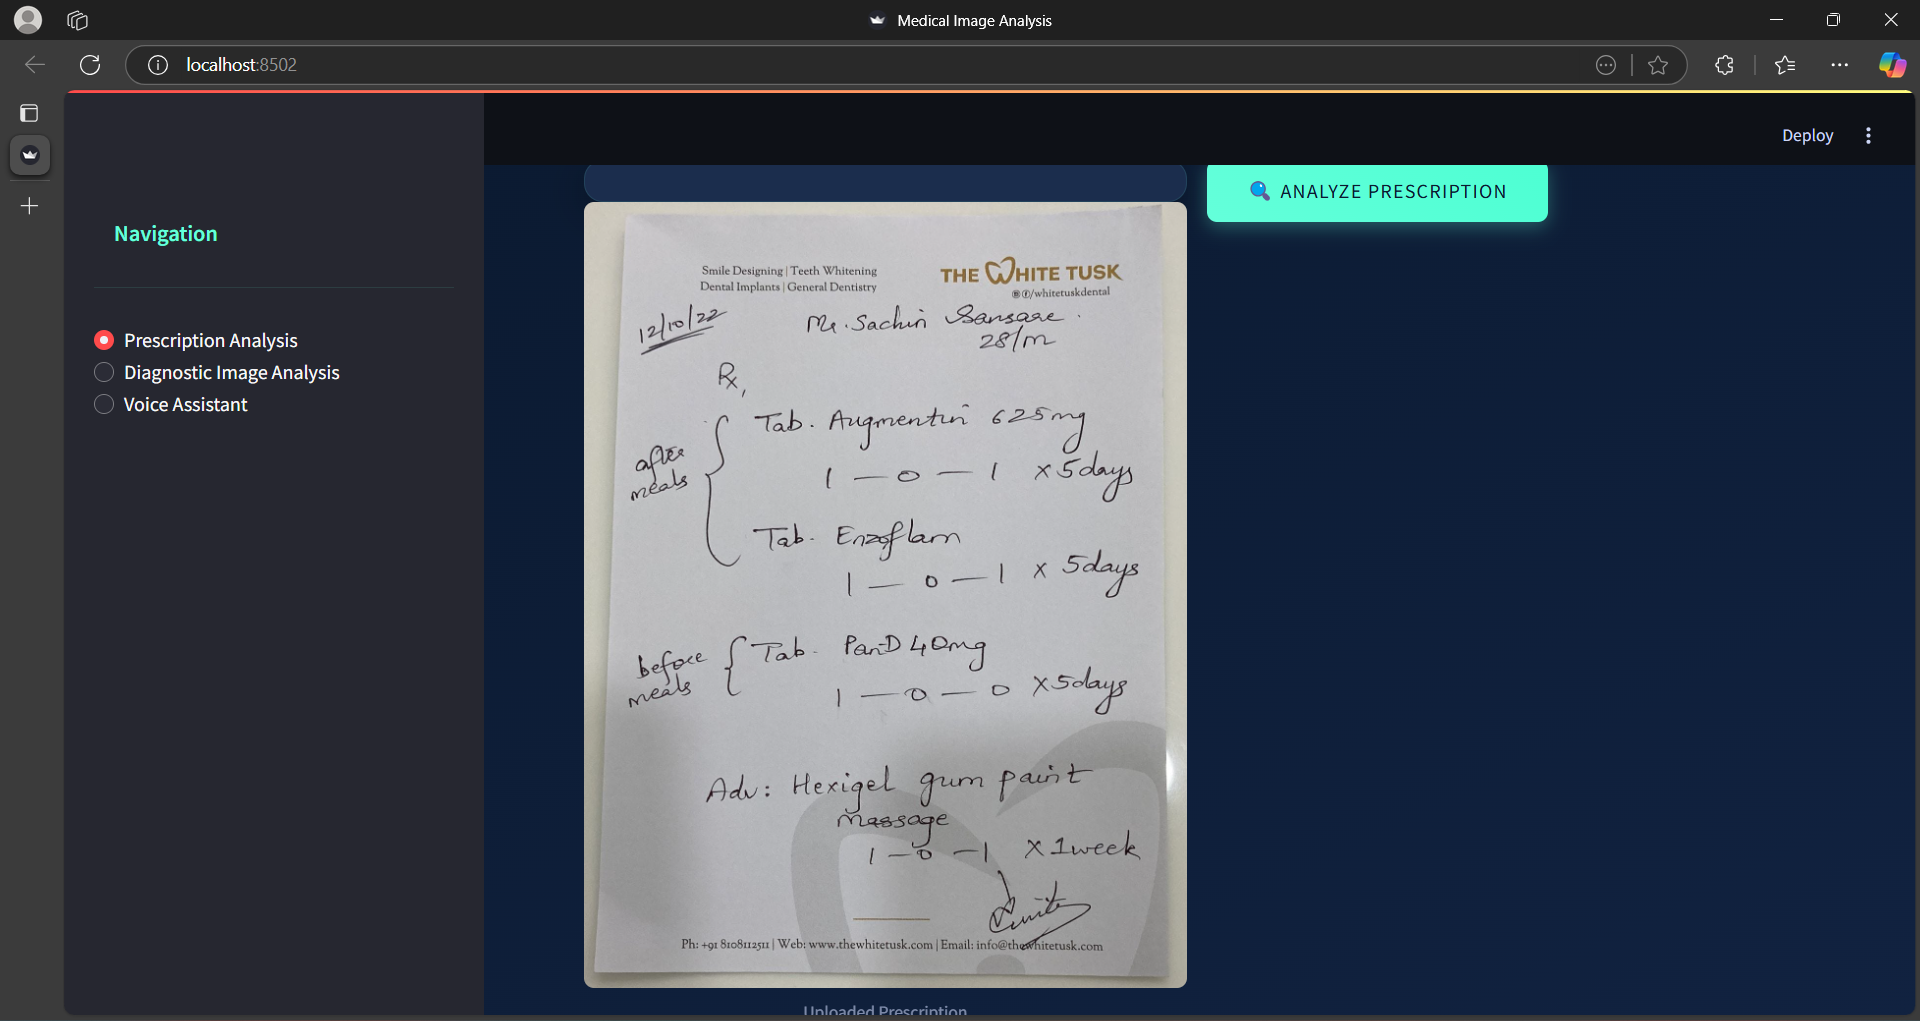 Medical Image Analysis
localhost:8502
Deploy
Navigation
Prescription Analysis
Diagnostic Image Analysis
Voice Assistant
ANALYZE PRESCRIPTION
Smile Designing | Teeth Whitening
Dental Implants | General Dentistry
THE WHITE TUSK
/whitetuskdental
12/10/22
Mr. Sachin Sansare.
28/m
Rx,
after
meals
Tab. Augmentin 625mg
1 — 0 — 1 x 5days
Tab. Enzoflam
1 — 0 — 1 x 5days
before
meals
Tab. PanD 40mg
1 — 0 — 0 x 5days
Adv: Hexigel gum paint
massage
1 — 0 — 1 x 1week
Ph: +91 8108112511 | Web: www.thewhitetusk.com | Email: info@thewhitetusk.com
Uploaded Prescription